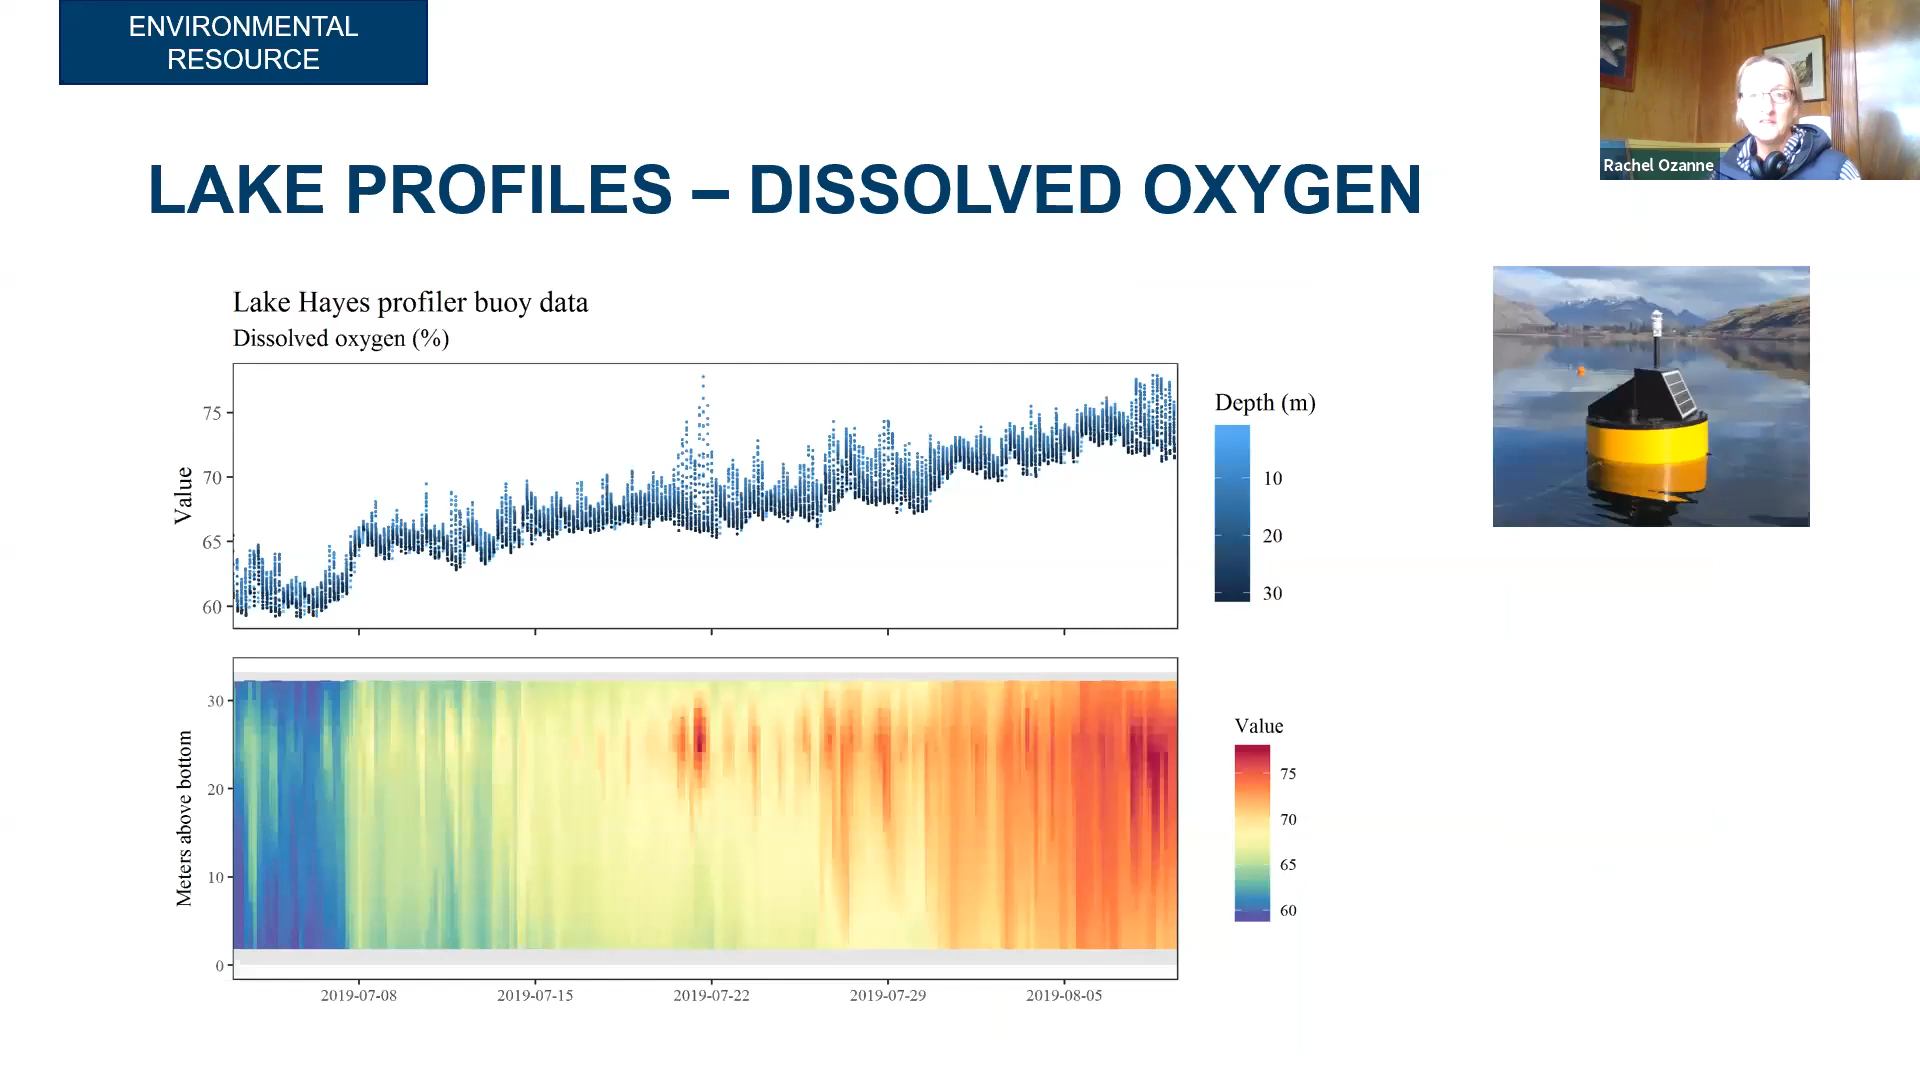 ENVIRONMENTAL
RESOURCE
Rachel Ozanne
LAKE PROFILES – DISSOLVED OXYGEN
Lake Hayes profiler buoy data
Dissolved oxygen (%)
Value
75
70
65
60
Depth (m)
10
20
30
Meters above bottom
30
20
10
0
Value
75
70
65
60
2019-07-08
2019-07-15
2019-07-22
2019-07-29
2019-08-05